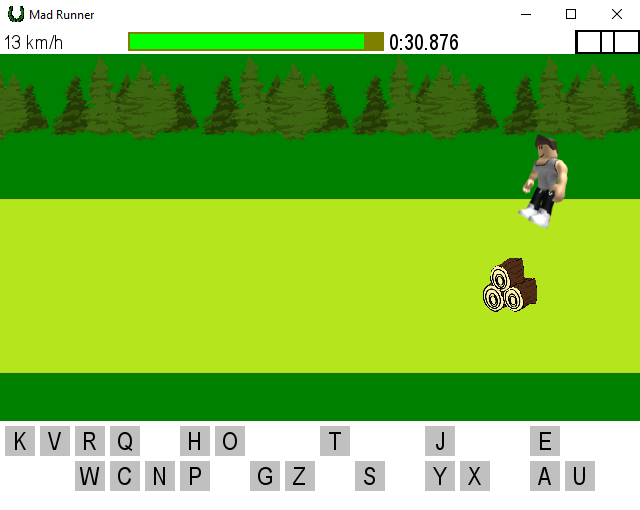 Mad Runner
13 km/h 0:30.876
K V R Q H O T J E
W C N P G Z S Y X A U